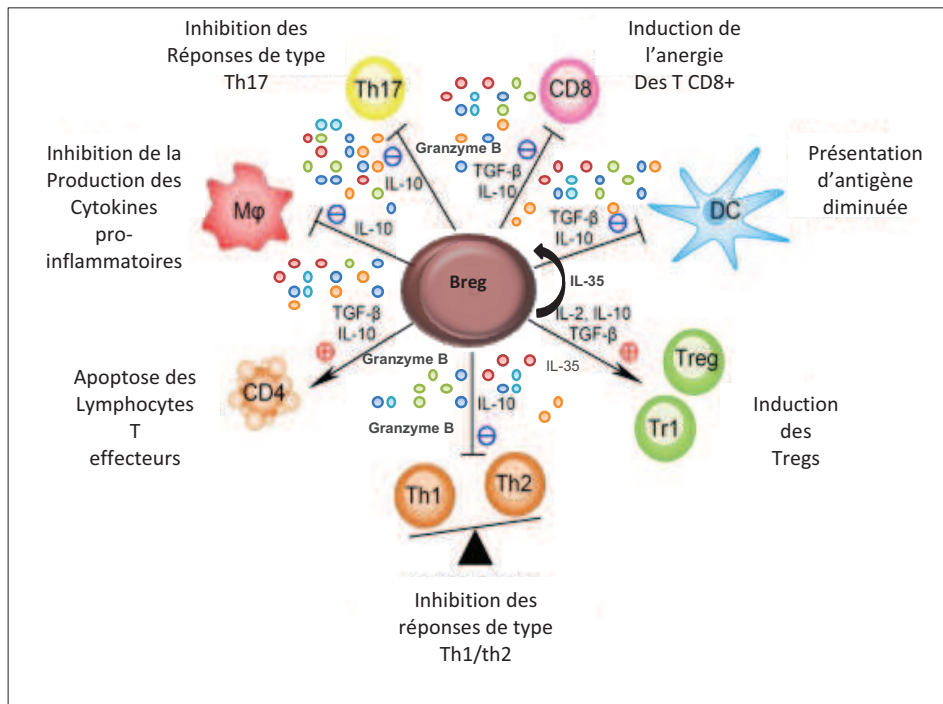 Inhibition des
Réponses de type
Th17
Induction de
l’anergie
Des T CD8+
Th17
CD8
Granzyme B
TGF-β
IL-10
IL-10
Inhibition de la
Production des
Cytokines
pro-
inflammatoires
Mφ
IL-10
TGF-β
IL-10
DC
Présentation
d’antigène
diminuée
Breg
IL-35
TGF-β
IL-10
IL-2, IL-10
TGF-β
Granzyme B
IL-35
Treg
CD4
Apoptose des
Lymphocytes
T
effecteurs
IL-10
Granzyme B
Tr1
Induction
des
Tregs
Th1
Th2
Inhibition des
réponses de type
Th1/th2